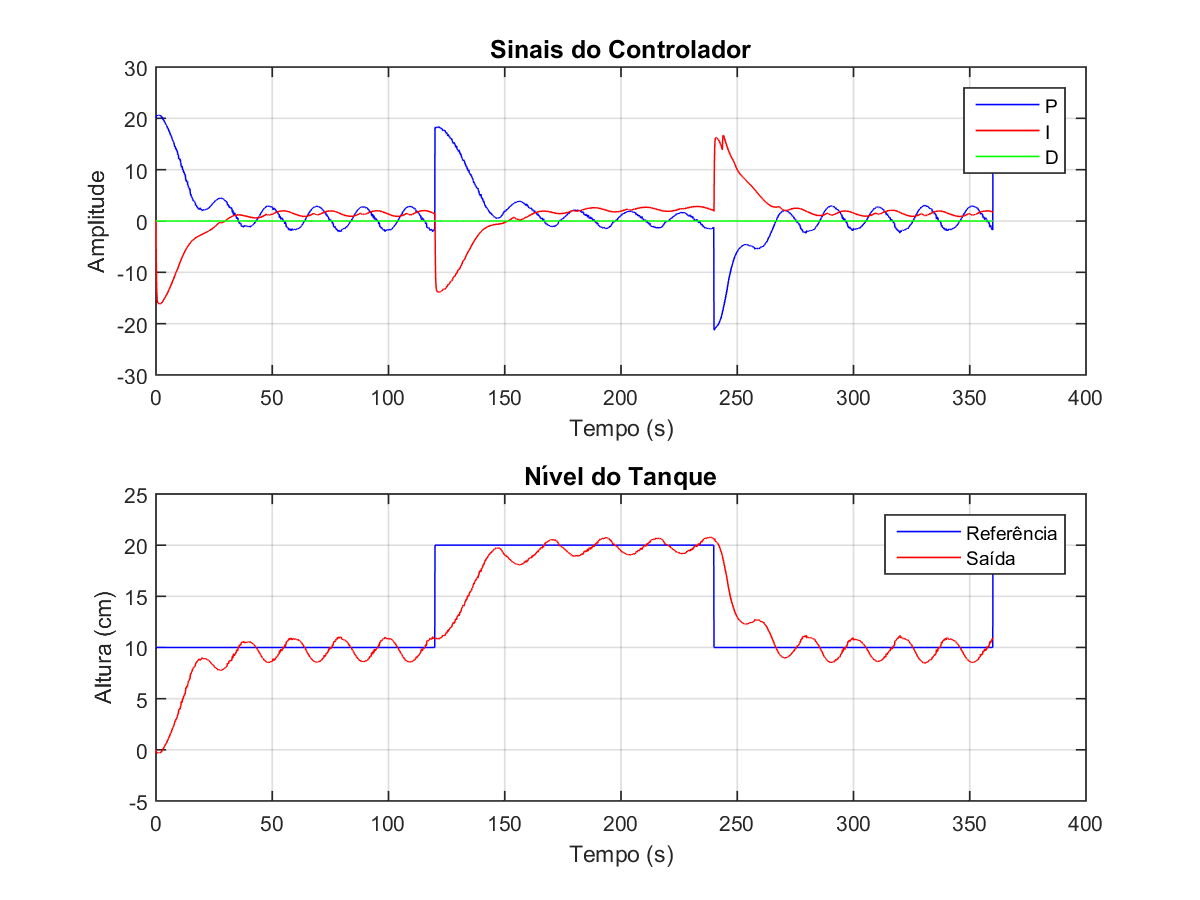 Sinais do Controlador
30
20
10
0
-10
-20
-30
Amplitude
P
I
D
0 50 100 150 200 250 300 350 400
Tempo (s)
Nível do Tanque
25
20
15
10
5
0
-5
Altura (cm)
Referência
Saída
0 50 100 150 200 250 300 350 400
Tempo (s)